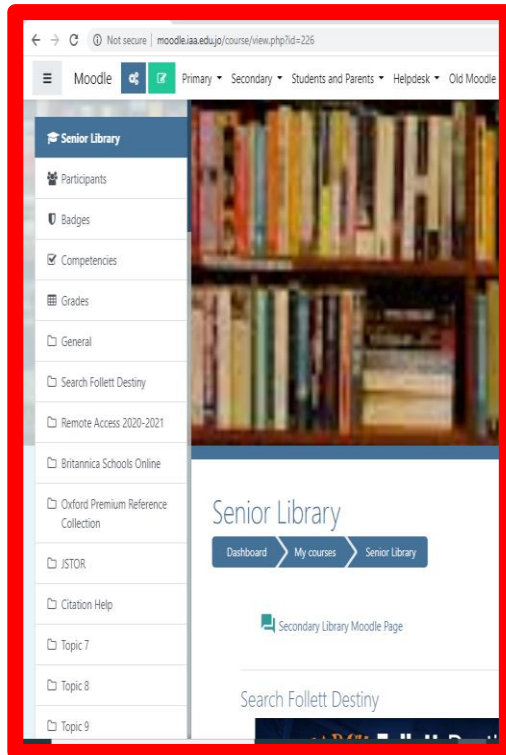 Not secure | moodle.iaa.edu.jo/course/view.php?id=226
Moodle Primary Secondary Students and Parents Helpdesk Old Moodle
Senior Library
Participants
Badges
Competencies
Grades
General
Search Follett Destiny
Remote Access 2020-2021
Britannica Schools Online
Oxford Premium Reference
Collection
JSTOR
Citation Help
Topic 7
Topic 8
Topic 9
Senior Library
Dashboard My courses Senior Library
Secondary Library Moodle Page
Search Follett Destiny